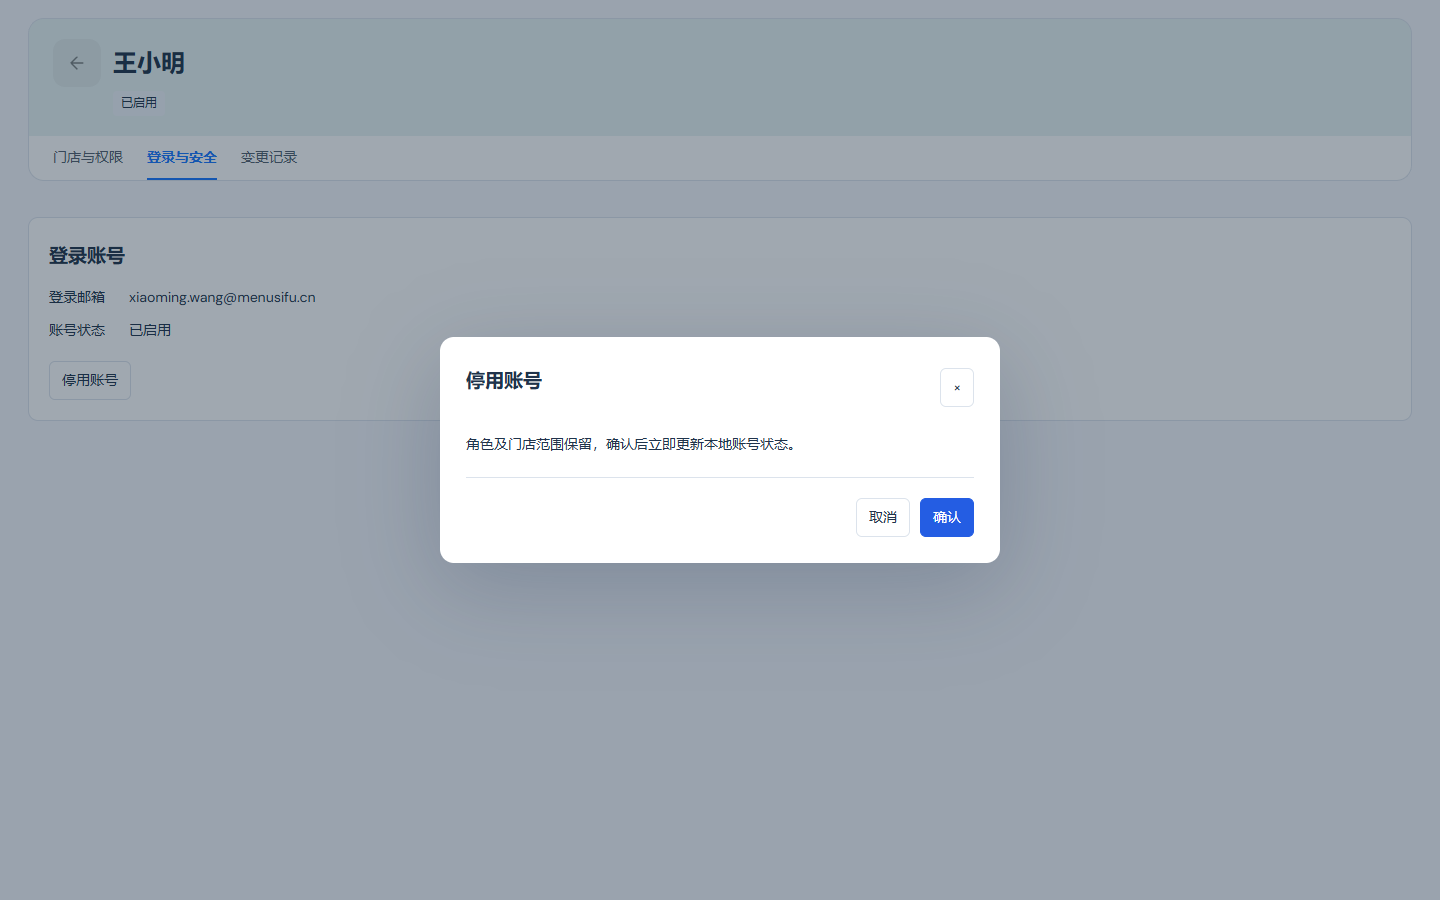 王小明
已启用
门店与权限 登录与安全 变更记录
登录账号
登录邮箱 xiaoming.wang@menusifu.cn
账号状态 已启用
停用账号
停用账号
×
角色及门店范围保留，确认后立即更新本地账号状态。
取消 确认